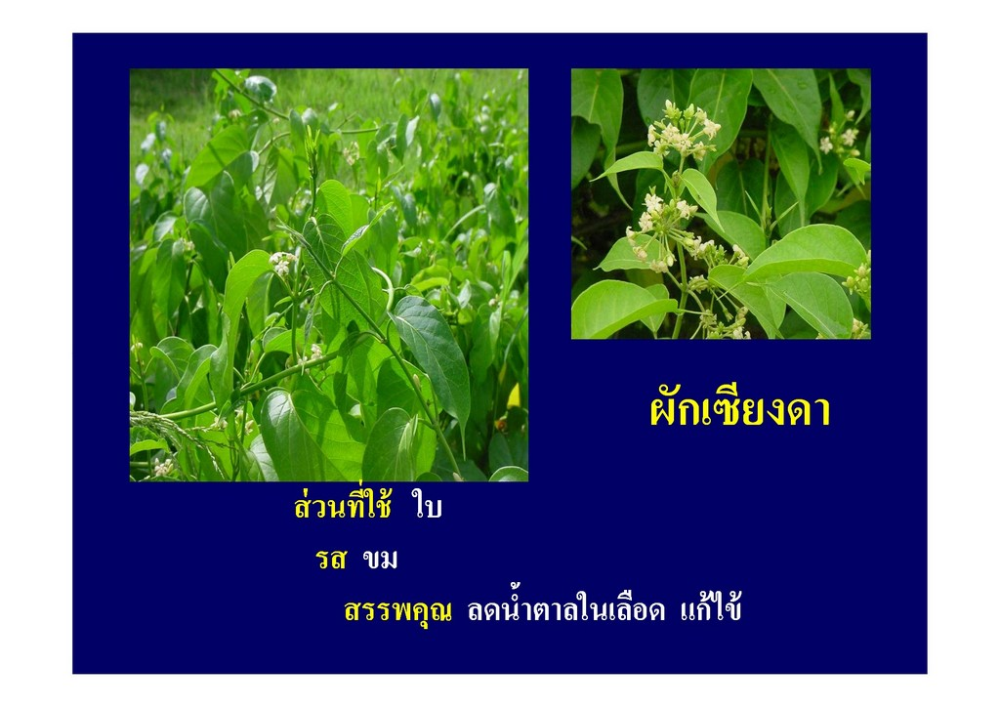 ผักเซียงดา
ส่วนที่ใช้ ใบ
รส ขม
สรรพคุณ ลดน้ำตาลในเลือด แก้ไข้